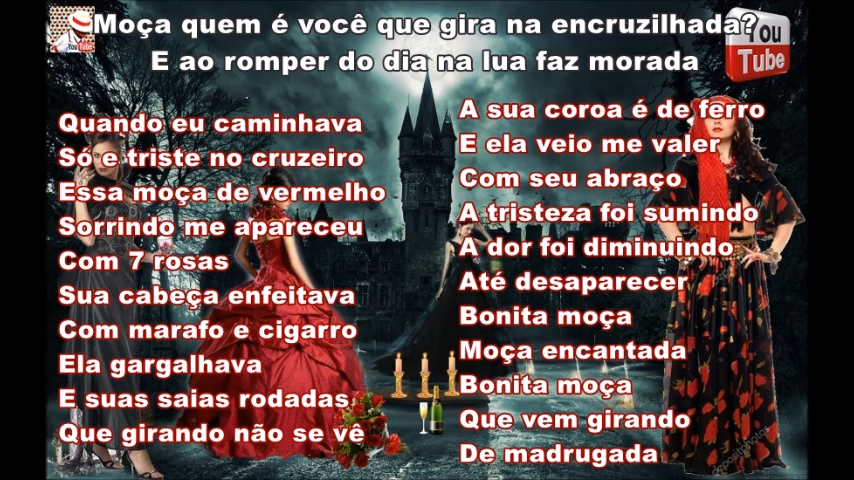 Moça quem é você que gira na encruzilhada?
E ao romper do dia na lua faz morada
You
Tube
YouTube
Quando eu caminhava
Só e triste no cruzeiro
Essa moça de vermelho
Sorrindo me apareceu
Com 7 rosas
Sua cabeça enfeitava
Com marafo e cigarro
Ela gargalhava
E suas saias rodadas
Que girando não se vê
A sua coroa é de ferro
E ela veio me valer
Com seu abraço
A tristeza foi sumindo
A dor foi diminuindo
Até desaparecer
Bonita moça
Moça encantada
Bonita moça
Que vem girando
De madrugada
depositphotos